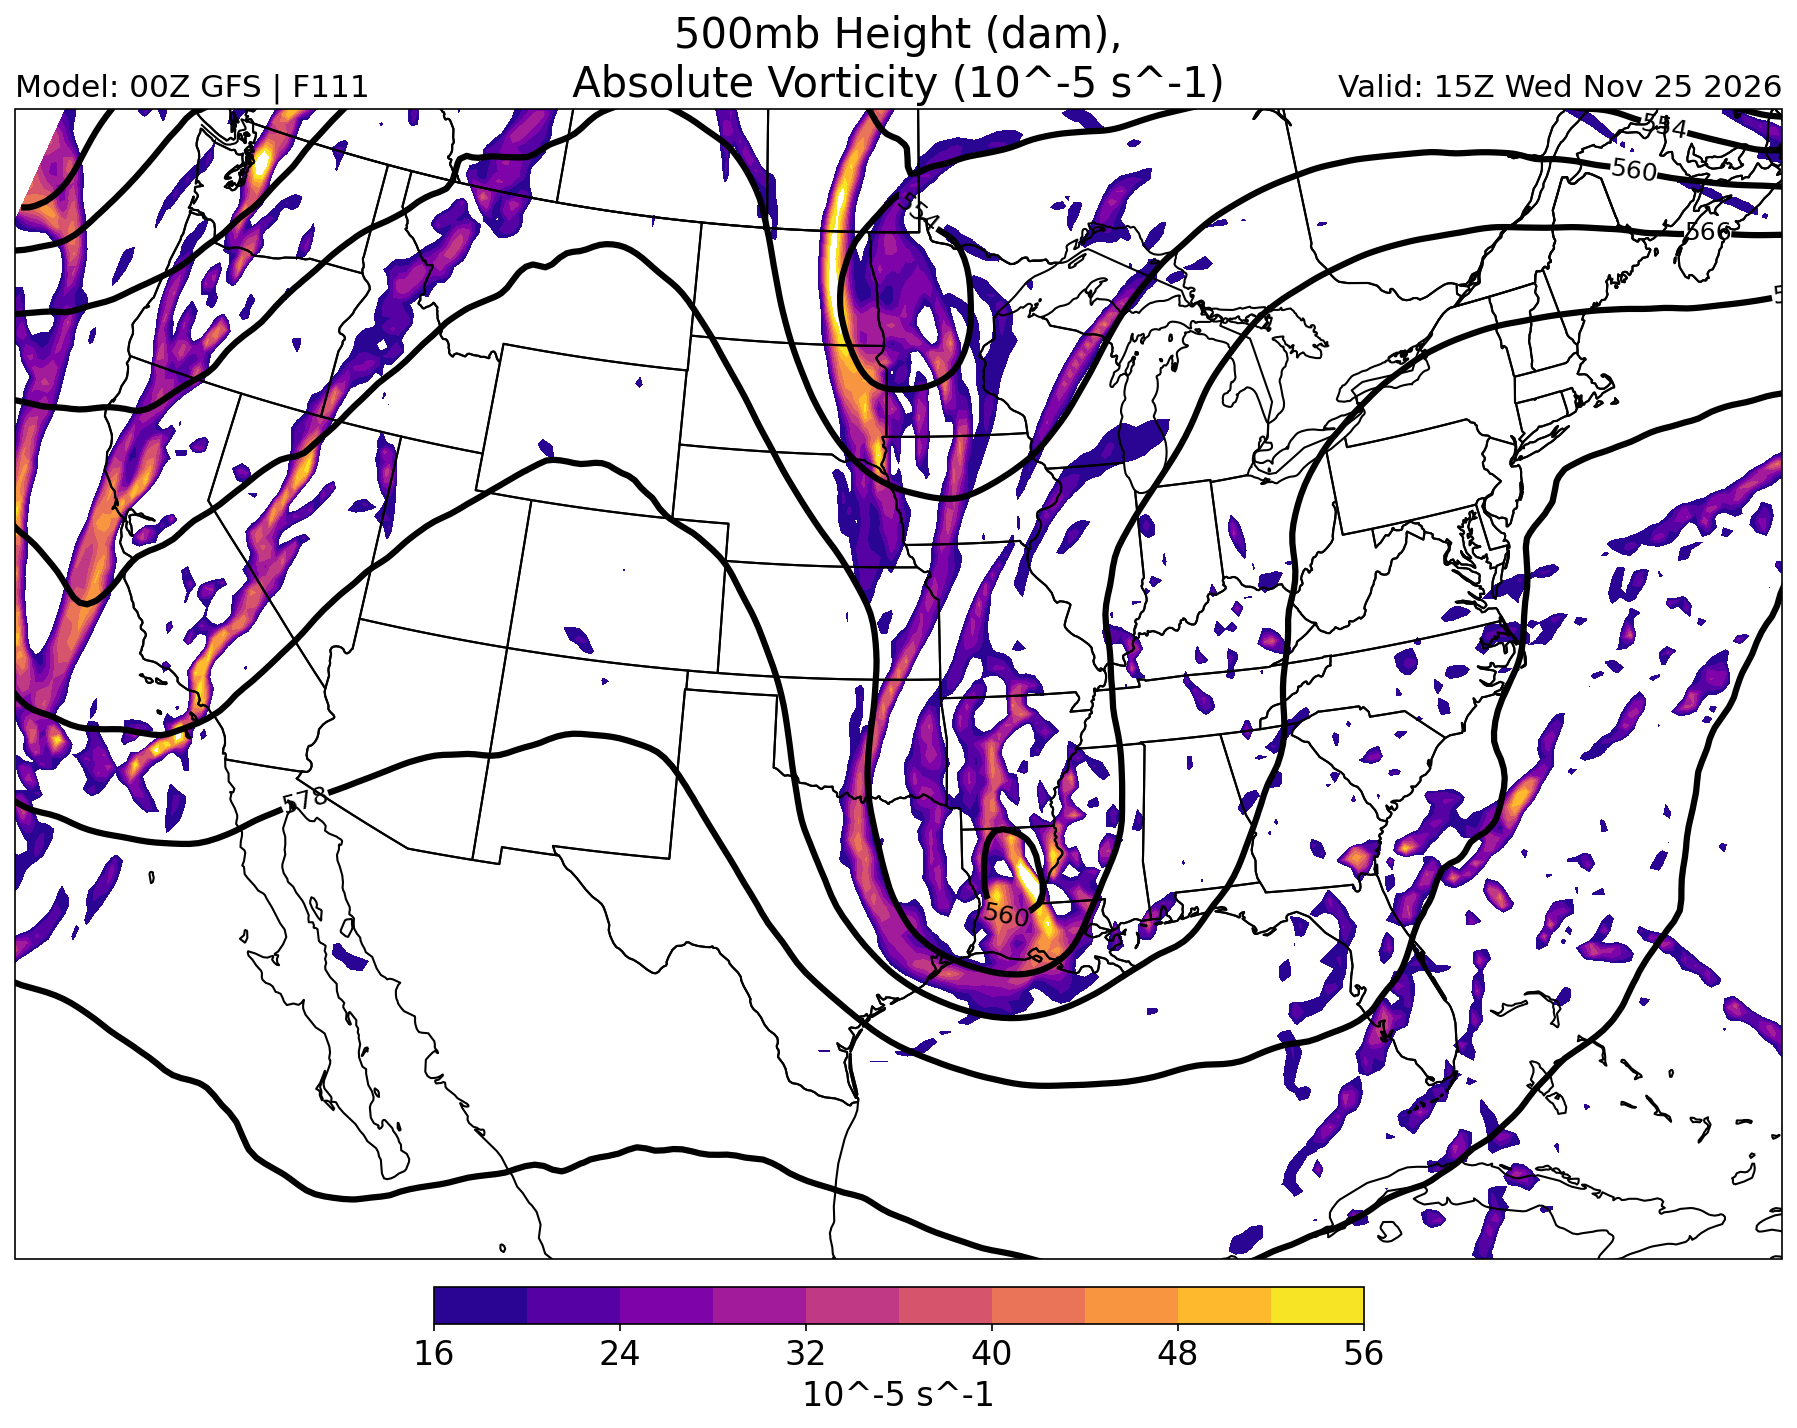 500mb Height (dam),
Absolute Vorticity (10^-5 s^-1)
Model: 00Z GFS | F111
Valid: 15Z Wed Nov 25 2026
554
560
566
554
578
560
16 24 32 40 48 56
10^-5 s^-1